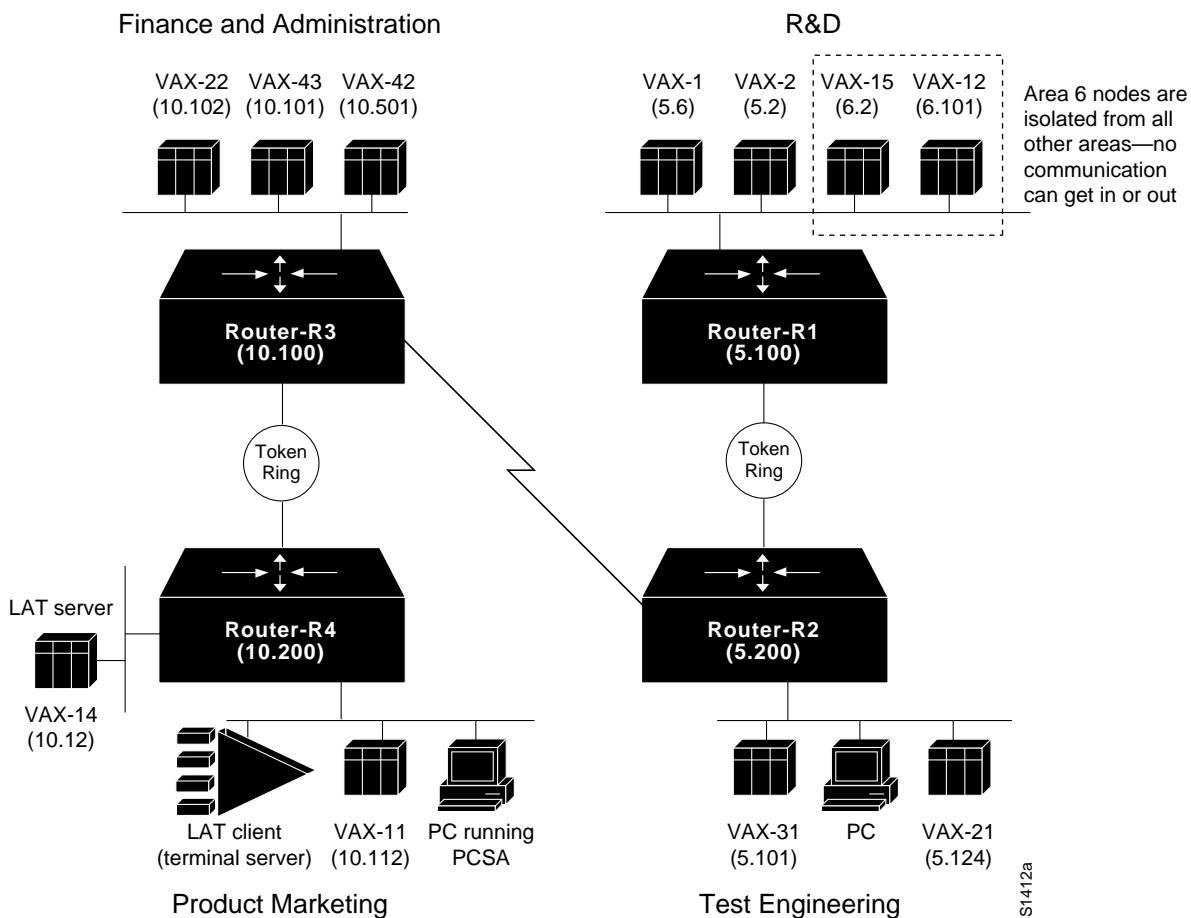 Finance and Administration
R&D
VAX-22
(10.102)
VAX-43
(10.101)
VAX-42
(10.501)
VAX-1
(5.6)
VAX-2
(5.2)
VAX-15
(6.2)
VAX-12
(6.101)
Area 6 nodes are
isolated from all
other areas—no
communication
can get in or out
Router-R3
(10.100)
Router-R1
(5.100)
Token
Ring
Token
Ring
LAT server
VAX-14
(10.12)
Router-R4
(10.200)
Router-R2
(5.200)
LAT client
(terminal server)
VAX-11
(10.112)
PC running
PCSA
VAX-31
(5.101)
PC
VAX-21
(5.124)
Product Marketing
Test Engineering
S1412a